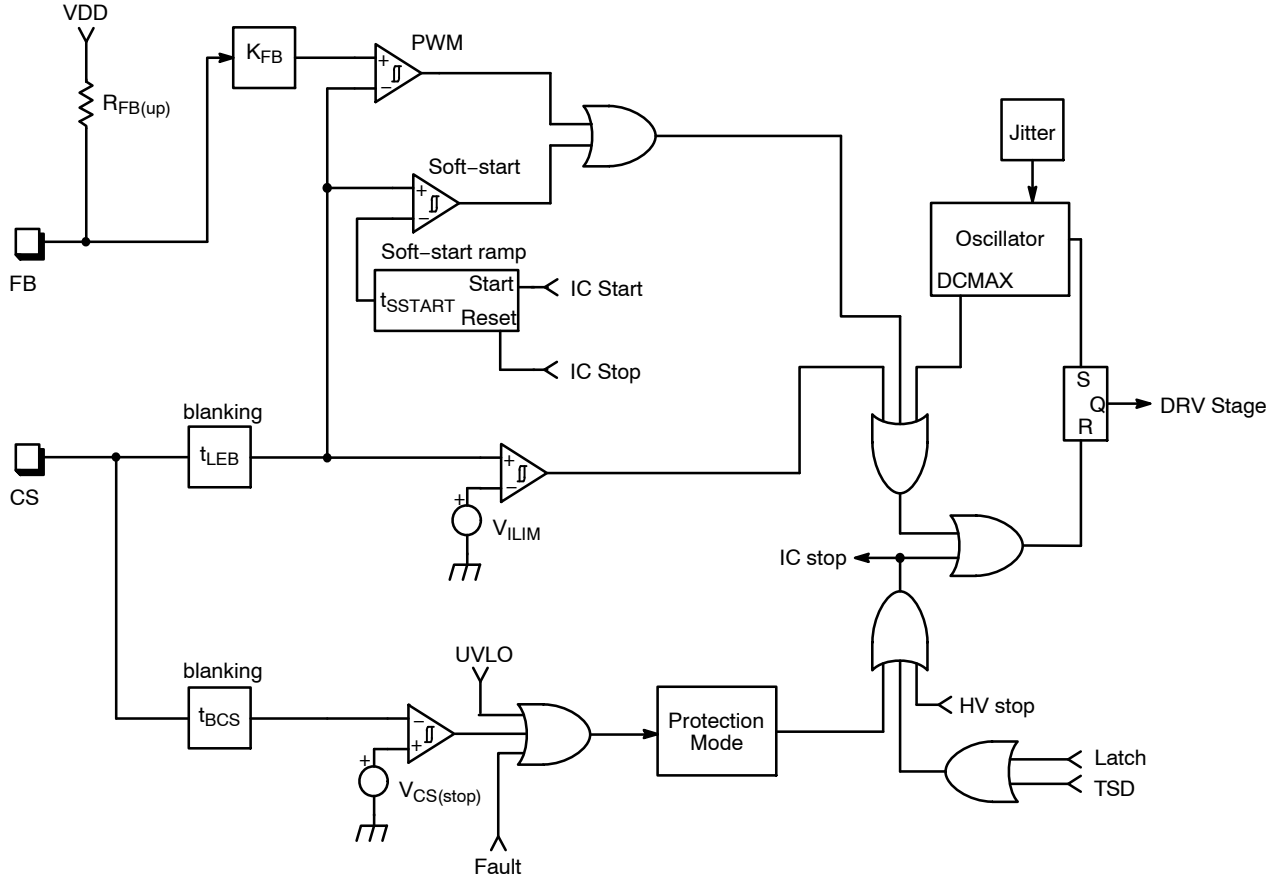 VDD
RFB(up)
KFB
+
−
PWM
FB
Soft−start
+
−
Soft−start ramp
tSSTART
Start
Reset
IC Start
IC Stop
Jitter
Oscillator
DCMAX
S
Q
R
DRV Stage
blanking
tLEB
CS
+
−
+
VILIM
IC stop
blanking
tBCS
−
+
+
VCS(stop)
UVLO
Fault
Protection
Mode
HV stop
Latch
TSD